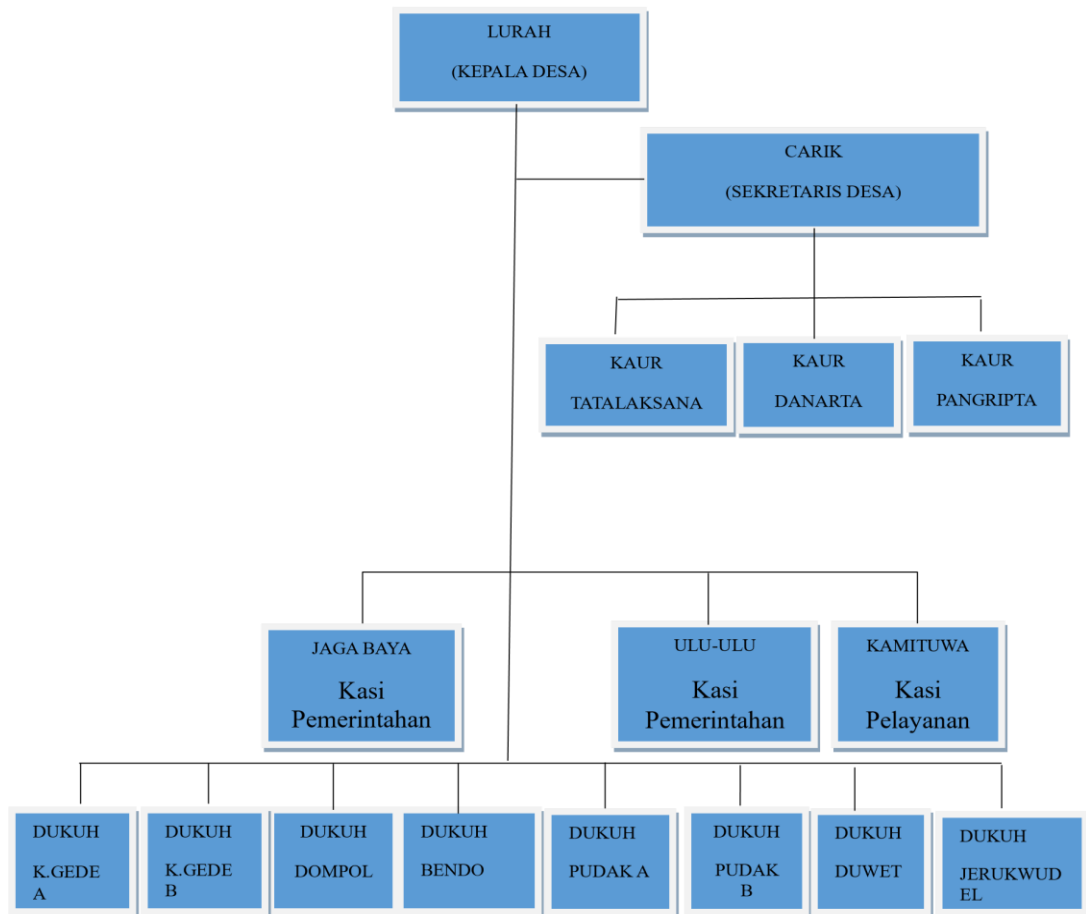 LURAH
(KEPALA DESA)
CARIK
(SEKRETARIS DESA)
KAUR
TATALAKSANA
KAUR
DANARTA
KAUR
PANGRIPTA
JAGA BAYA
Kasi
Pemerintahan
ULU-ULU
Kasi
Pemerintahan
KAMITUWA
Kasi
Pelayanan
DUKUH
K.GEDE
A
DUKUH
K.GEDE
B
DUKUH
DOMPOL
DUKUH
BENDO
DUKUH
PUDAK A
DUKUH
PUDAK
B
DUKUH
DUWET
DUKUH
JERUKWUD
EL